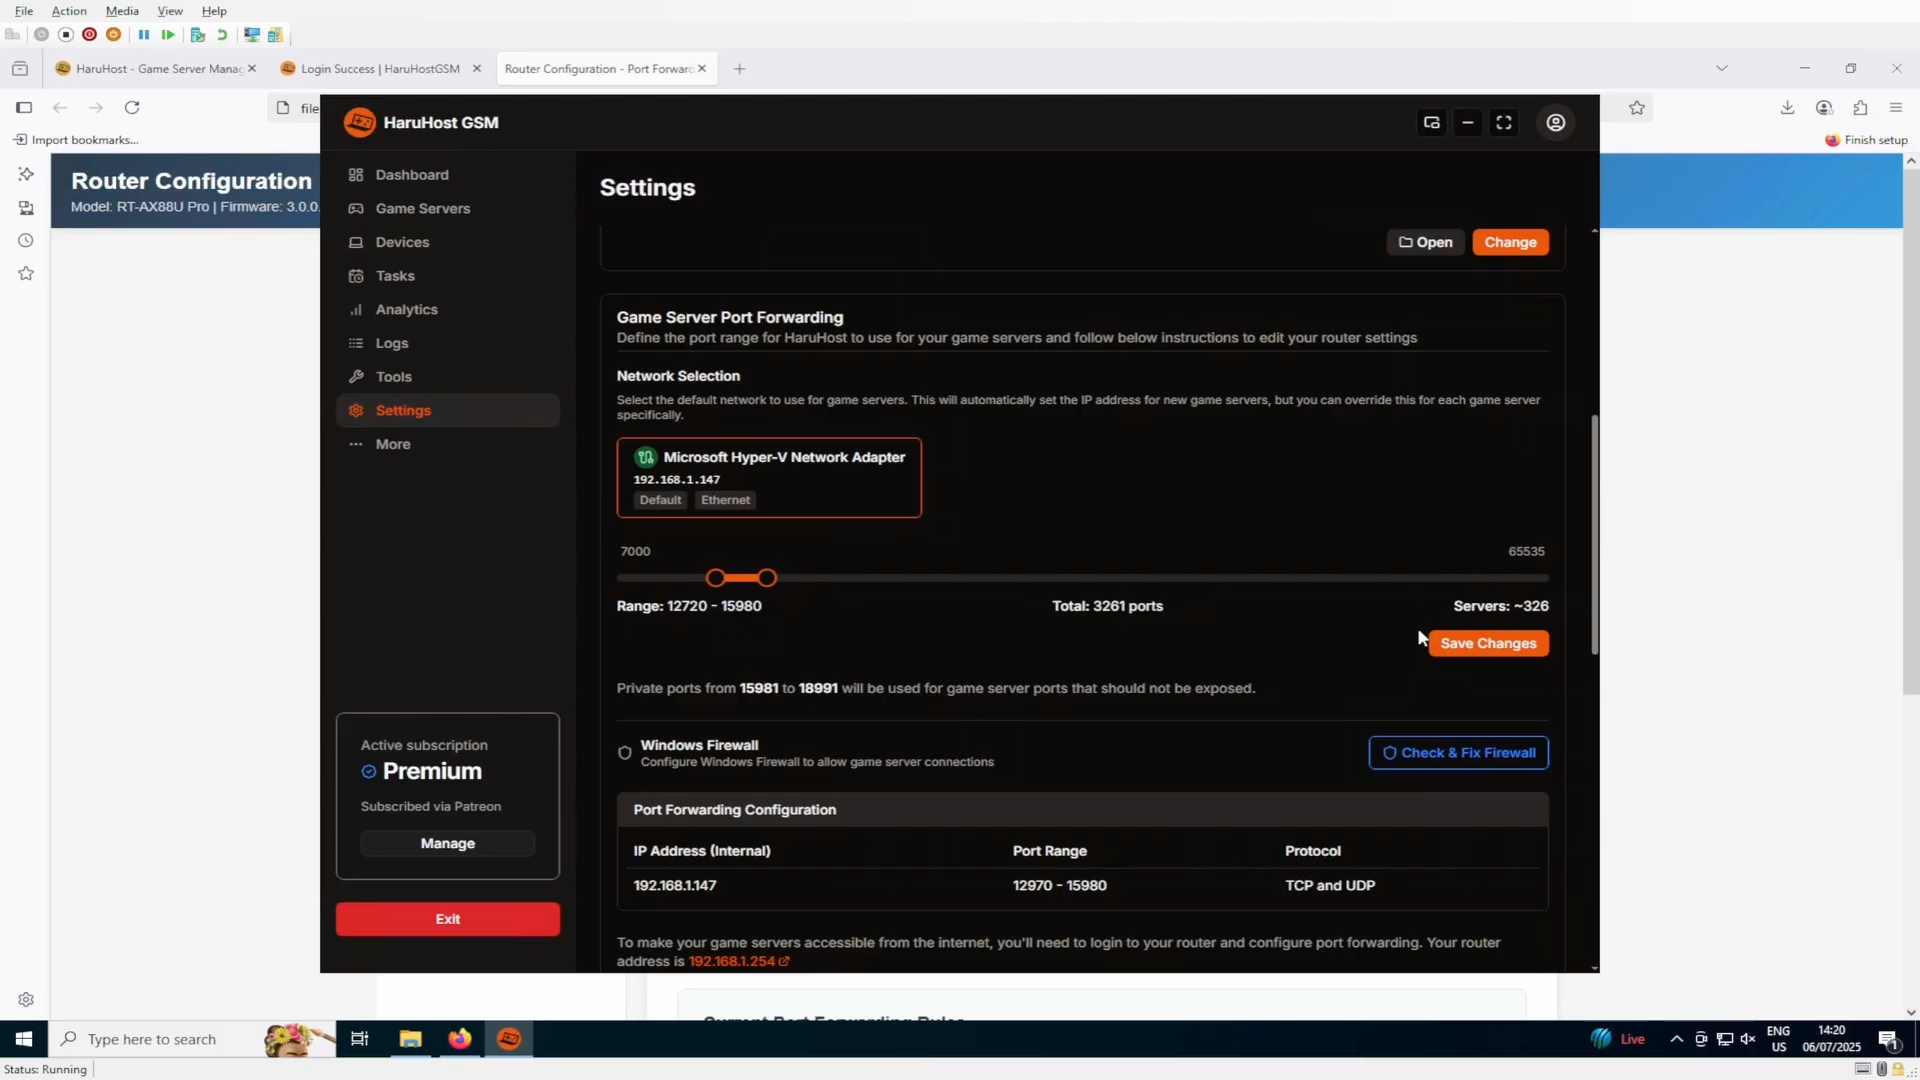 File Action Media View Help
HaruHost - Game Server Manag
Login Success | HaruHostGSM
Router Configuration - Port Forward
file
Import bookmarks...
Finish setup
Router Configuration
Model: RT-AX88U Pro | Firmware: 3.0.0.
HaruHost GSM
Dashboard
Game Servers
Devices
Tasks
Analytics
Logs
Tools
Settings
More
Active subscription
Premium
Subscribed via Patreon
Manage
Exit
Settings
Open
Change
Game Server Port Forwarding
Define the port range for HaruHost to use for your game servers and follow below instructions to edit your router settings
Network Selection
Select the default network to use for game servers. This will automatically set the IP address for new game servers, but you can override this for each game server
specifically.
Microsoft Hyper-V Network Adapter
192.168.1.147
Default Ethernet
7000 65535
Range: 12720 - 15980 Total: 3261 ports Servers: ~326
Save Changes
Private ports from 15981 to 18991 will be used for game server ports that should not be exposed.
Windows Firewall
Configure Windows Firewall to allow game server connections
Check & Fix Firewall
Port Forwarding Configuration
IP Address (Internal) Port Range Protocol
192.168.1.147 12970 - 15980 TCP and UDP
To make your game servers accessible from the internet, you'll need to login to your router and configure port forwarding. Your router
address is 192.168.1.254
Current Port Forwarding Rules
Type here to search
Live
ENG
US
14:20
06/07/2025
1
Status: Running